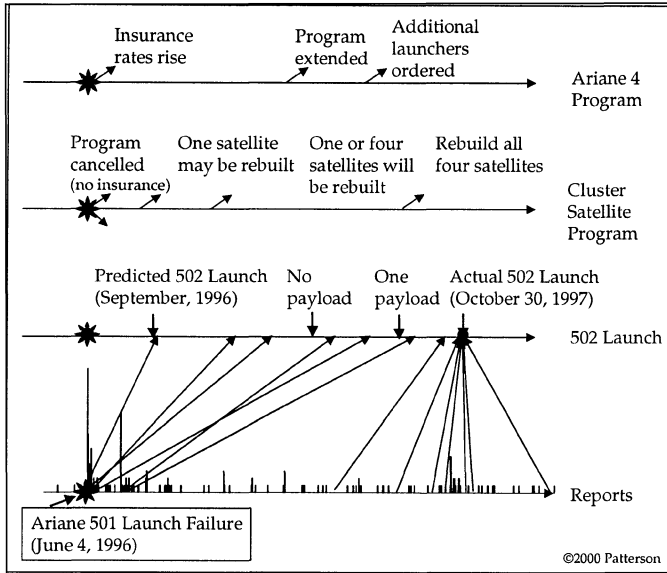 Insurance
rates rise
Program
extended
Additional
launchers
ordered
Ariane 4
Program
Program
cancelled
(no insurance)
One satellite
may be rebuilt
One or four
satellites will
be rebuilt
Rebuild all
four satellites
Cluster
Satellite
Program
Predicted 502 Launch
(September, 1996)
No
payload
One
payload
Actual 502 Launch
(October 30, 1997)
502 Launch
Reports
Ariane 501 Launch Failure
(June 4, 1996)
©2000 Patterson